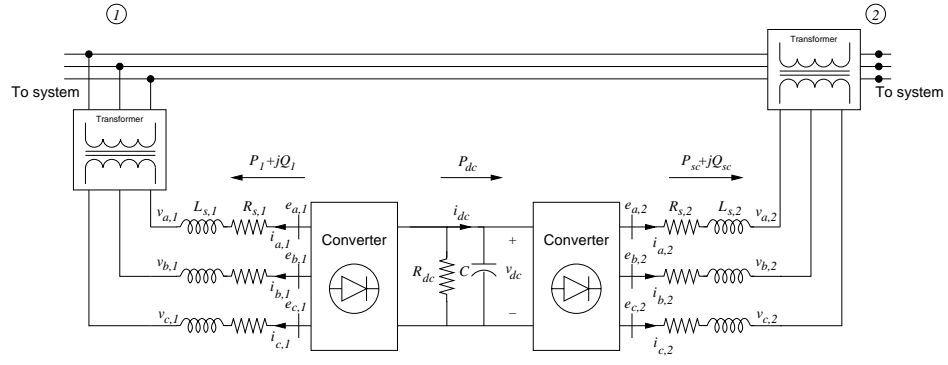 1
2
Transformer
To system
To system
Transformer
P1+jQ1
Pdc
Psc+jQsc
va,1
Ls,1
Rs,1
ea,1
ia,1
idc
ea,2
Rs,2
Ls,2
va,2
ia,2
Converter
+
Converter
vb,1
eb,1
ib,1
Rdc
C
vdc
eb,2
vb,2
ib,2
vc,1
ec,1
ic,1
−
ec,2
vc,2
ic,2